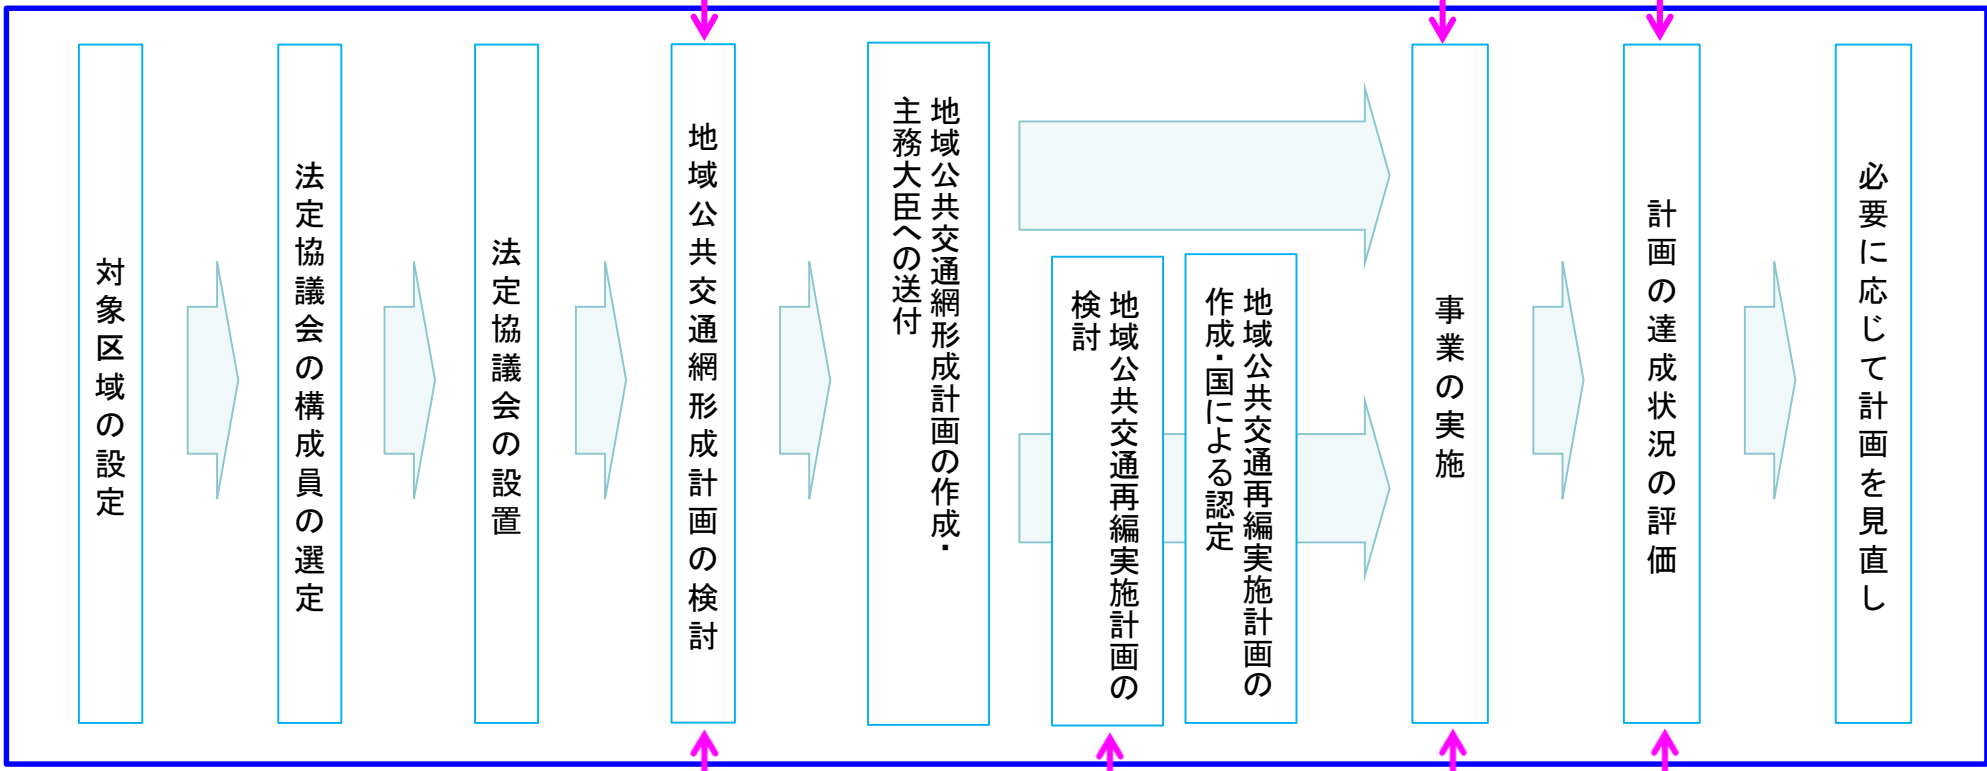 対象区域の設定
法定協議会の構成員の選定
法定協議会の設置
地域公共交通網形成計画の検討
地域公共交通網形成計画の作成・
主務大臣への送付
地域公共交通再編実施計画の
検討
地域公共交通再編実施計画の
作成・国による認定
事業の実施
計画の達成状況の評価
必要に応じて計画を見直し